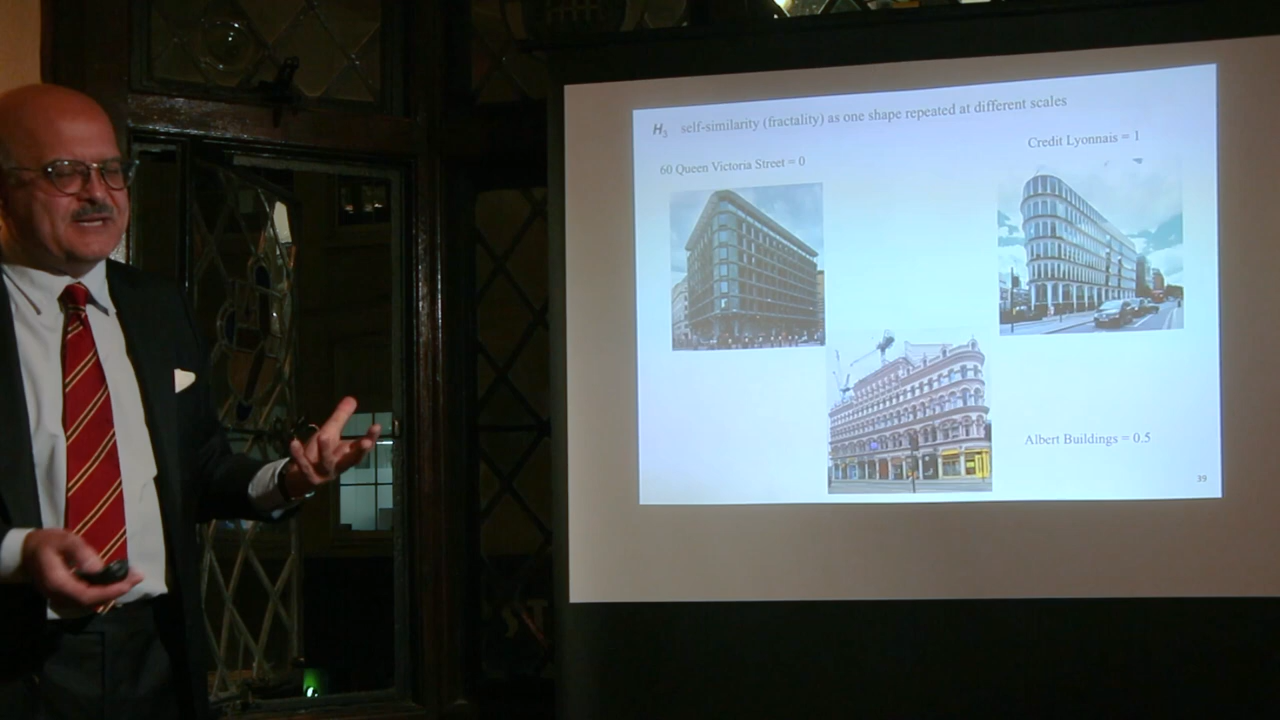 H3 self-similarity (fractality) as one shape repeated at different scales
Credit Lyonnais = 1
60 Queen Victoria Street = 0
Albert Buildings = 0.5
39